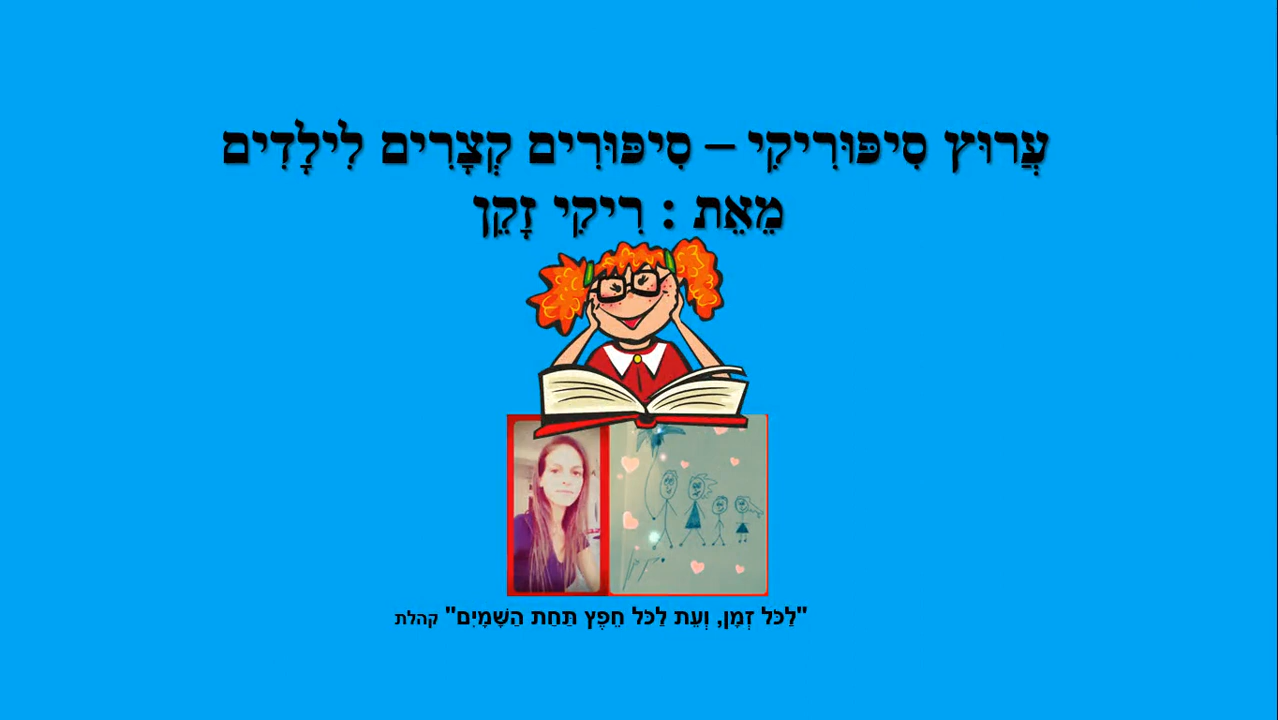 עֲרוּץ סִיפּוּרִיקִי – סִיפּוּרִים קְצָרִים לִילָדִים
מֵאֵת : רִיקִי זָקֵן
"לַכֹּל זְמָן, וְעֵת לַכֹּל חֵפֶץ תַּחַת הַשָּׁמָיִם" קהלת